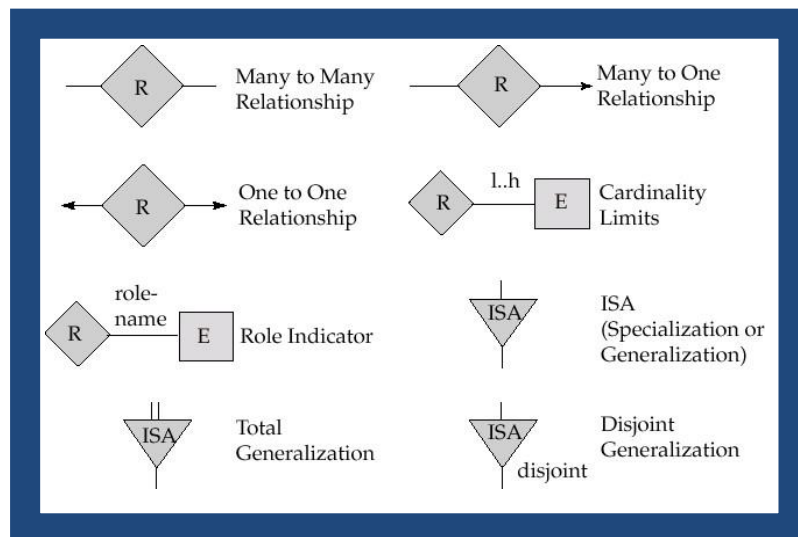 R
Many to Many
Relationship
R
Many to One
Relationship
R
One to One
Relationship
R
l..h
E
Cardinality
Limits
R
role-
name
E
Role Indicator
ISA
ISA
(Specialization or
Generalization)
ISA
Total
Generalization
ISA
disjoint
Disjoint
Generalization